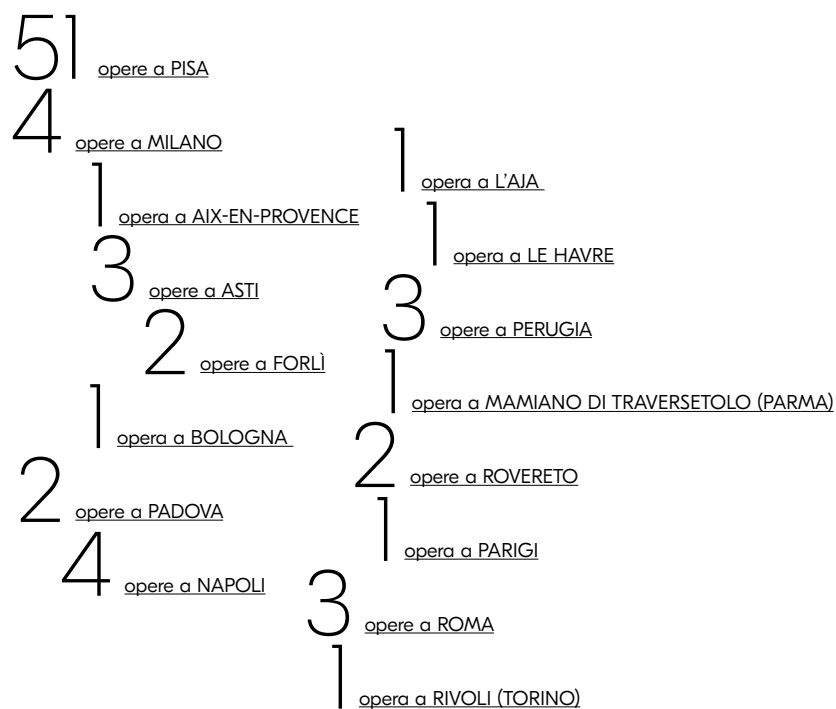 51 opere a PISA
4 opere a MILANO
1 opera a AIX-EN-PROVENCE
3 opere a ASTI
2 opere a FORLÌ
1 opera a BOLOGNA
2 opere a PADOVA
4 opere a NAPOLI
1 opera a L’AJA
1 opera a LE HAVRE
3 opere a PERUGIA
1 opera a MAMIANO DI TRAVERSETOLO (PARMA)
2 opere a ROVERETO
1 opera a PARIGI
3 opere a ROMA
1 opera a RIVOLI (TORINO)